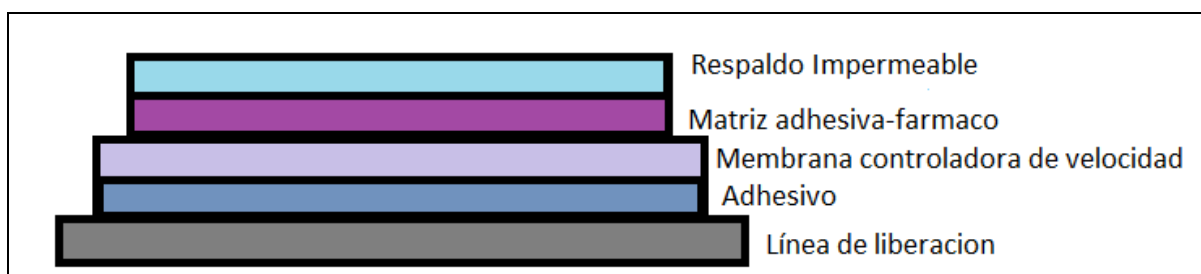 Respaldo Impermeable
Matriz adhesiva-farmaco
Membrana controladora de velocidad
Adhesivo
Línea de liberacion